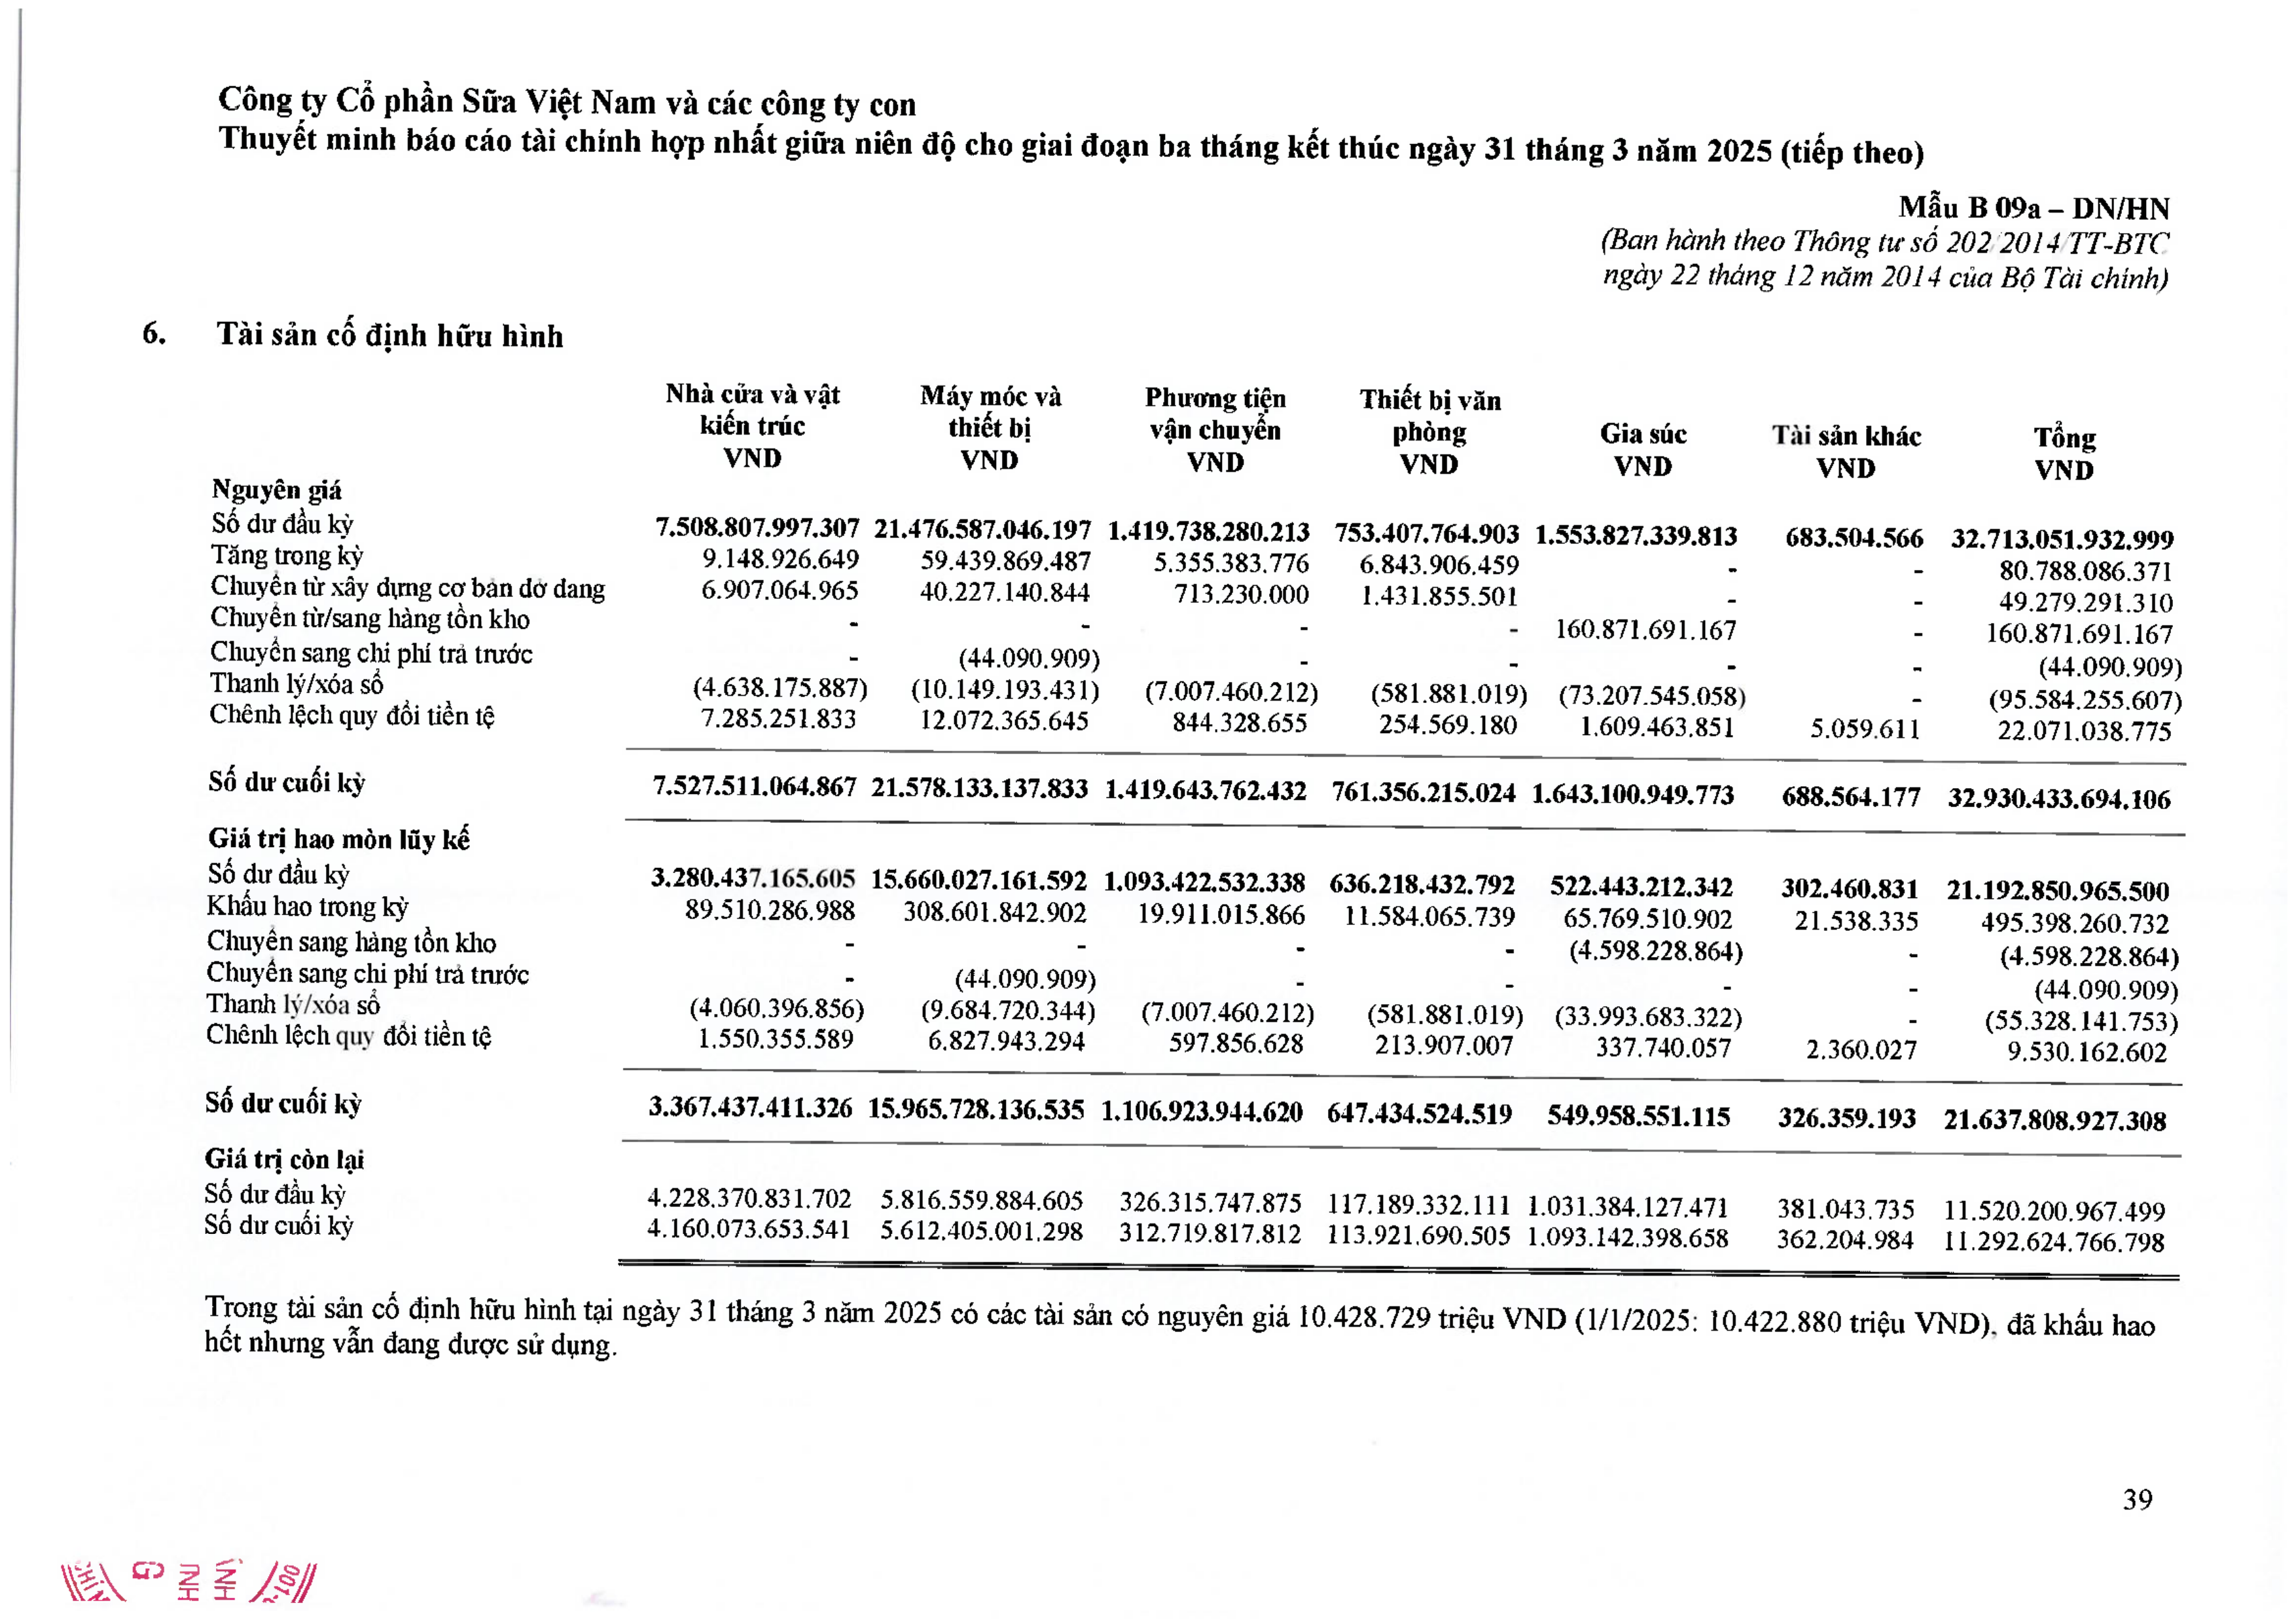 Công ty Cổ phần Sữa Việt Nam và các công ty con
Thuyết minh báo cáo tài chính hợp nhất giữa niên độ cho giai đoạn ba tháng kết thúc ngày 31 tháng 3 năm 2025 (tiếp theo)
Mẫu B 09a – DN/HN
(Ban hành theo Thông tư số 202/2014/TT-BTC
ngày 22 tháng 12 năm 2014 của Bộ Tài chính)
6. Tài sản cố định hữu hình
Nhà cửa và vật Máy móc và Phương tiện Thiết bị văn
kiến trúc thiết bị vận chuyển phòng Gia súc Tài sản khác Tổng
VND VND VND VND VND VND VND
Nguyên giá
Số dư đầu kỳ 7.508.807.997.307 21.476.587.046.197 1.419.738.280.213 753.407.764.903 1.553.827.339.813 683.504.566 32.713.051.932.999
Tăng trong kỳ 9.148.926.649 59.439.869.487 5.355.383.776 6.843.906.459 - - 80.788.086.371
Chuyển từ xây dựng cơ bản dở dang 6.907.064.965 40.227.140.844 713.230.000 1.431.855.501 - - 49.279.291.310
Chuyển từ/sang hàng tồn kho - - - - 160.871.691.167 - 160.871.691.167
Chuyển sang chi phí trả trước - (44.090.909) - - - - (44.090.909)
Thanh lý/xóa sổ (4.638.175.887) (10.149.193.431) (7.007.460.212) (581.881.019) (73.207.545.058) - (95.584.255.607)
Chênh lệch quy đổi tiền tệ 7.285.251.833 12.072.365.645 844.328.655 254.569.180 1.609.463.851 5.059.611 22.071.038.775
Số dư cuối kỳ 7.527.511.064.867 21.578.133.137.833 1.419.643.762.432 761.356.215.024 1.643.100.949.773 688.564.177 32.930.433.694.106
Giá trị hao mòn lũy kế
Số dư đầu kỳ 3.280.437.165.605 15.660.027.161.592 1.093.422.532.338 636.218.432.792 522.443.212.342 302.460.831 21.192.850.965.500
Khấu hao trong kỳ 89.510.286.988 308.601.842.902 19.911.015.866 11.584.065.739 65.769.510.902 21.538.335 495.398.260.732
Chuyển sang hàng tồn kho - - - - (4.598.228.864) - (4.598.228.864)
Chuyển sang chi phí trả trước - (44.090.909) - - - - (44.090.909)
Thanh lý/xóa sổ (4.060.396.856) (9.684.720.344) (7.007.460.212) (581.881.019) (33.993.683.322) - (55.328.141.753)
Chênh lệch quy đổi tiền tệ 1.550.355.589 6.827.943.294 597.856.628 213.907.007 337.740.057 2.360.027 9.530.162.602
Số dư cuối kỳ 3.367.437.411.326 15.965.728.136.535 1.106.923.944.620 647.434.524.519 549.958.551.115 326.359.193 21.637.808.927.308
Giá trị còn lại
Số dư đầu kỳ 4.228.370.831.702 5.816.559.884.605 326.315.747.875 117.189.332.111 1.031.384.127.471 381.043.735 11.520.200.967.499
Số dư cuối kỳ 4.160.073.653.541 5.612.405.001.298 312.719.817.812 113.921.690.505 1.093.142.398.658 362.204.984 11.292.624.766.798
Trong tài sản cố định hữu hình tại ngày 31 tháng 3 năm 2025 có các tài sản có nguyên giá 10.428.729 triệu VND (1/1/2025: 10.422.880 triệu VND), đã khấu hao
hết nhưng vẫn đang được sử dụng.
39